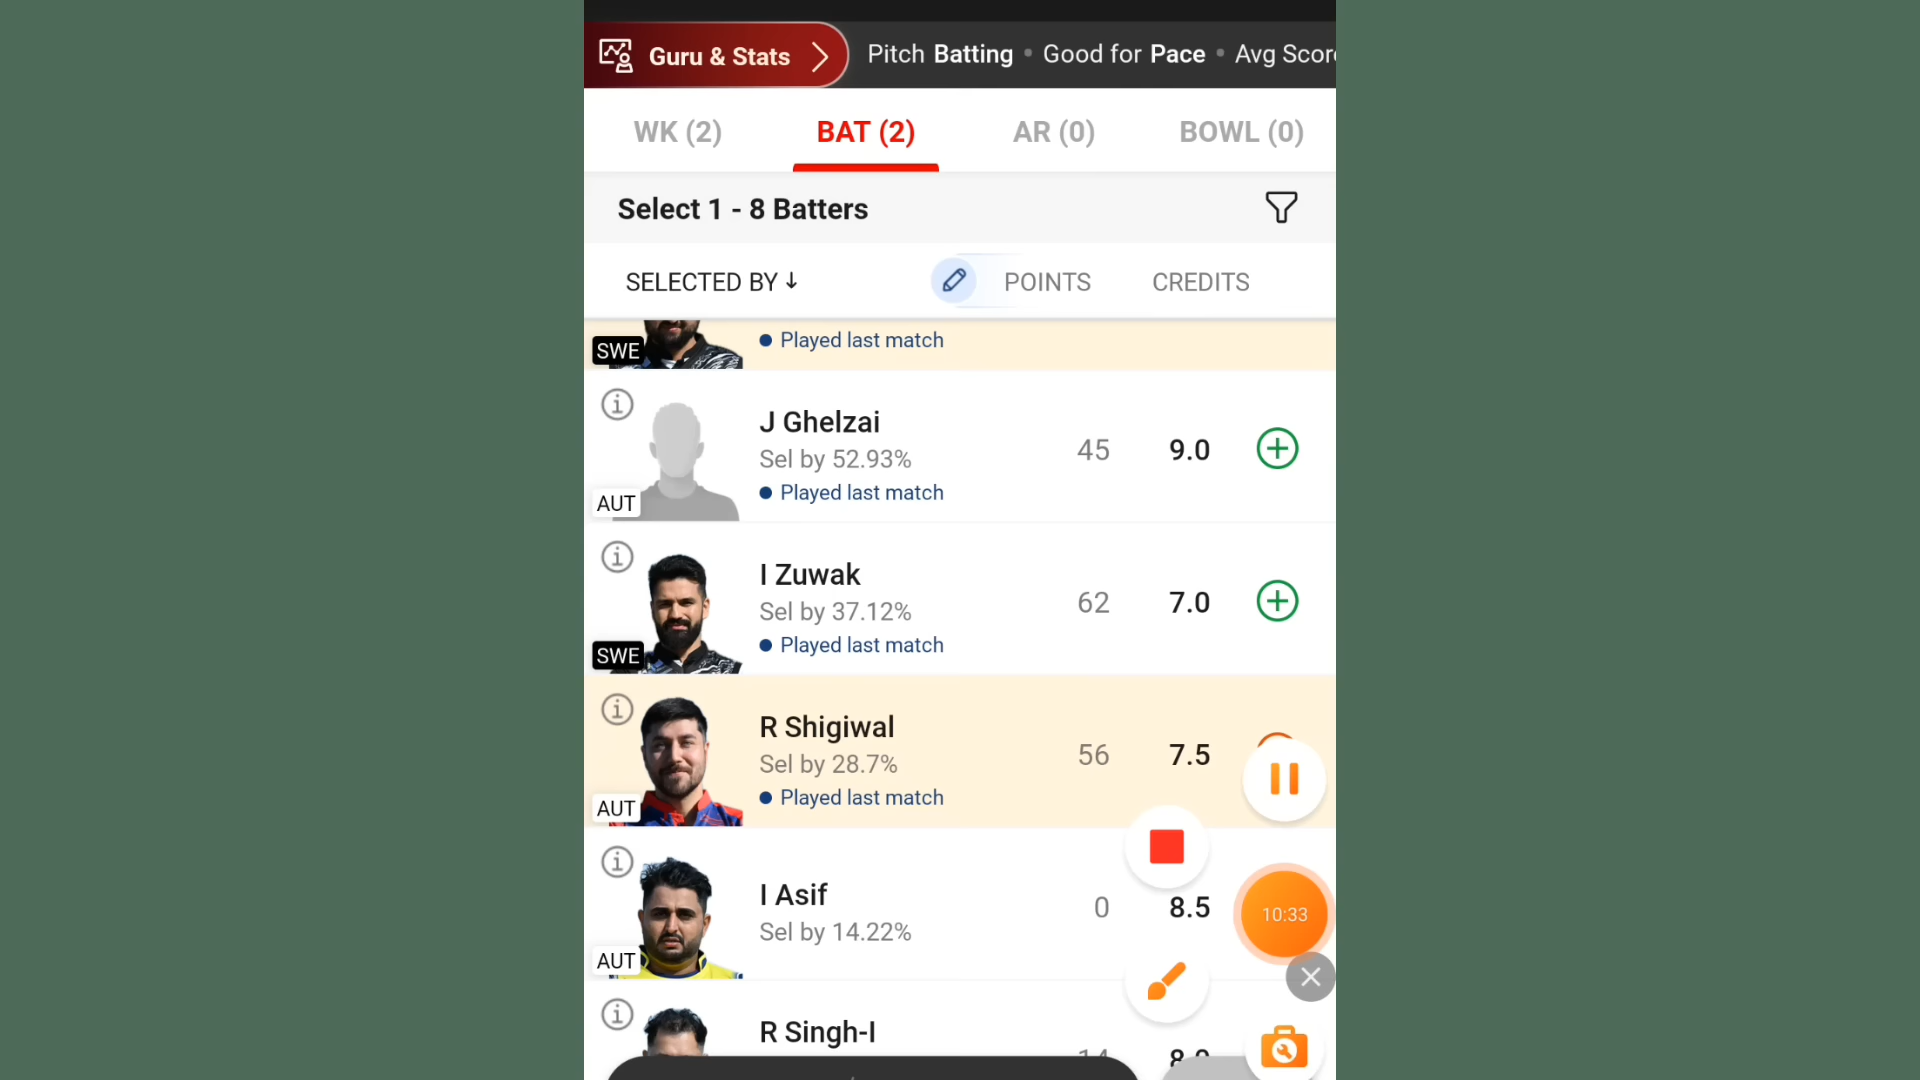 Guru & Stats
Pitch Batting • Good for Pace • Avg Score
WK (2)
BAT (2)
AR (0)
BOWL (0)
Select 1 - 8 Batters
SELECTED BY ↓
POINTS
CREDITS
SWE
Played last match
J Ghelzai
Sel by 52.93%
Played last match
AUT
45
9.0
I Zuwak
Sel by 37.12%
Played last match
SWE
62
7.0
R Shigiwal
Sel by 28.7%
Played last match
AUT
56
7.5
I Asif
Sel by 14.22%
AUT
0
8.5
10:33
R Singh-I